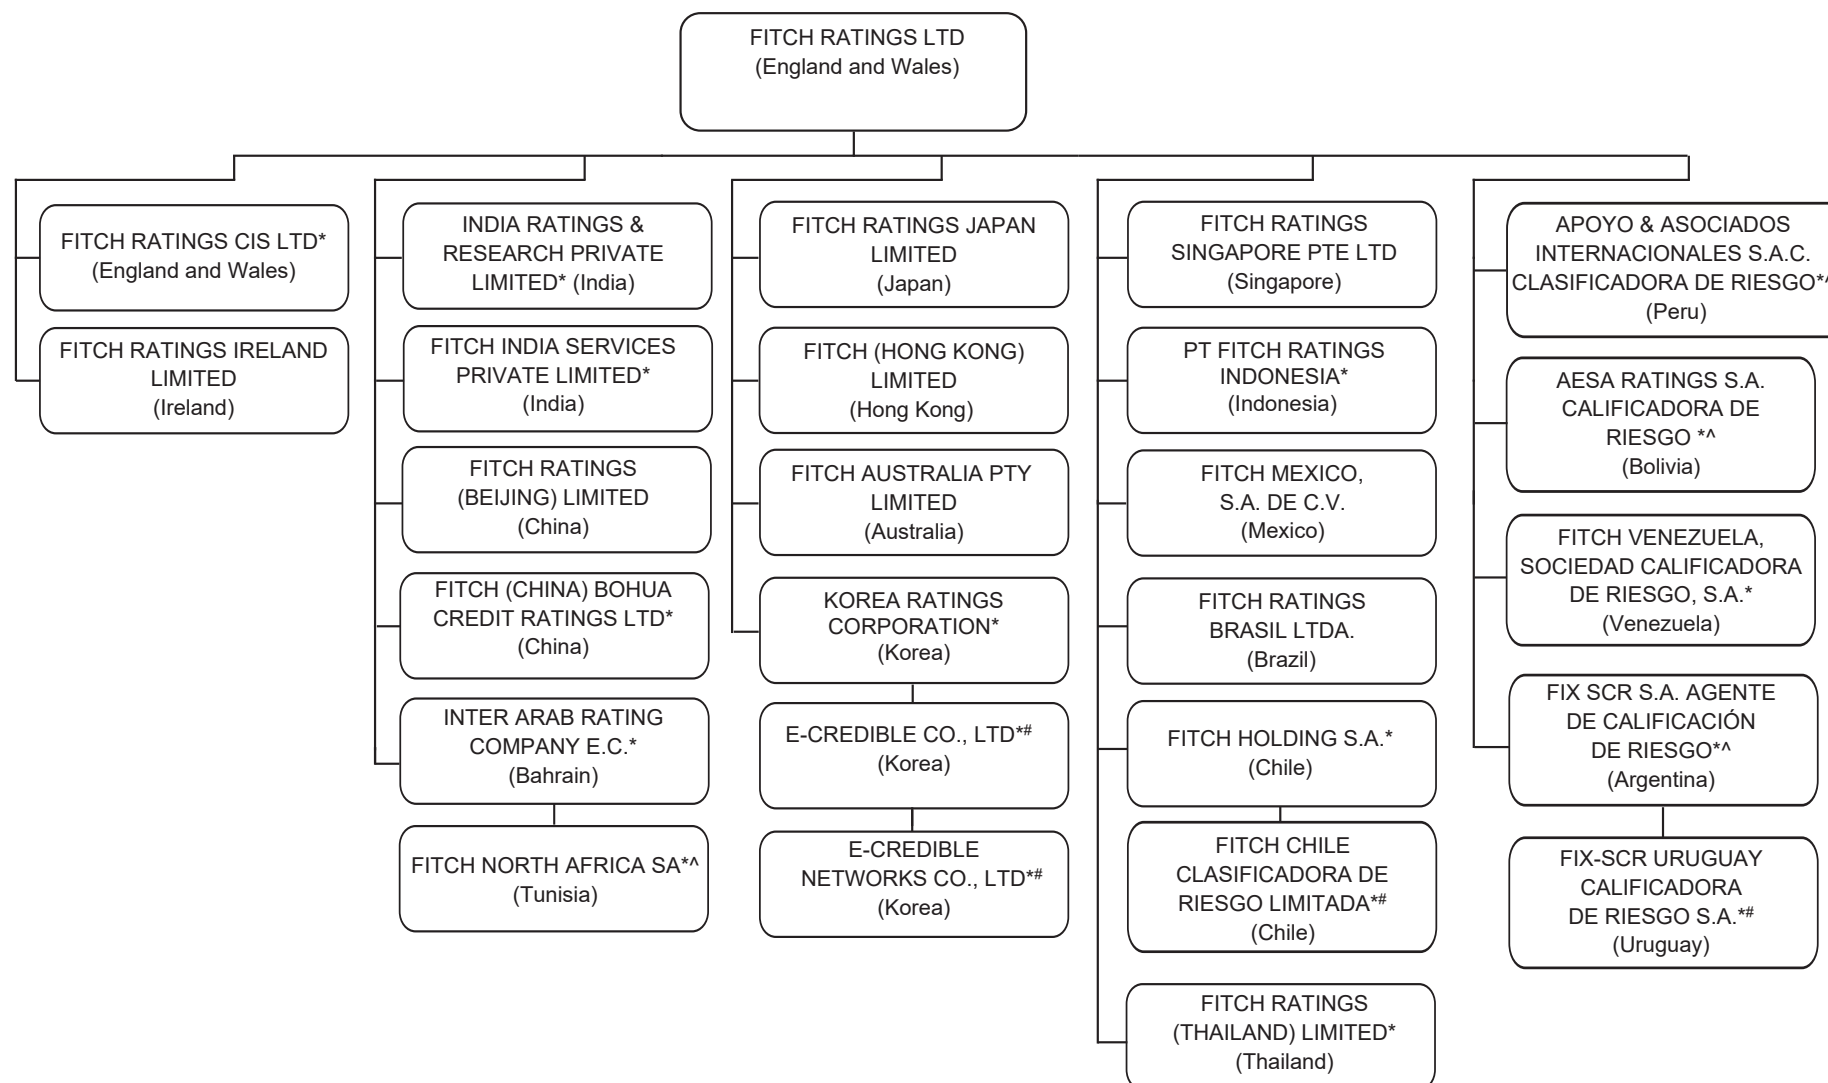 FITCH RATINGS LTD
(England and Wales)
FITCH RATINGS CIS LTD*
(England and Wales)
FITCH RATINGS IRELAND
LIMITED
(Ireland)
INDIA RATINGS &
RESEARCH PRIVATE
LIMITED* (India)
FITCH INDIA SERVICES
PRIVATE LIMITED*
(India)
FITCH RATINGS
(BEIJING) LIMITED
(China)
FITCH (CHINA) BOHUA
CREDIT RATINGS LTD*
(China)
INTER ARAB RATING
COMPANY E.C.*
(Bahrain)
FITCH NORTH AFRICA SA*^
(Tunisia)
FITCH RATINGS JAPAN
LIMITED
(Japan)
FITCH (HONG KONG)
LIMITED
(Hong Kong)
FITCH AUSTRALIA PTY
LIMITED
(Australia)
KOREA RATINGS
CORPORATION*
(Korea)
E-CREDIBLE CO., LTD*#
(Korea)
E-CREDIBLE
NETWORKS CO., LTD*#
(Korea)
FITCH RATINGS
SINGAPORE PTE LTD
(Singapore)
PT FITCH RATINGS
INDONESIA*
(Indonesia)
FITCH MEXICO,
S.A. DE C.V.
(Mexico)
FITCH RATINGS
BRASIL LTDA.
(Brazil)
FITCH HOLDING S.A.*
(Chile)
FITCH CHILE
CLASIFICADORA DE
RIESGO LIMITADA*#
(Chile)
FITCH RATINGS
(THAILAND) LIMITED*
(Thailand)
APOYO & ASOCIADOS
INTERNACIONALES S.A.C.
CLASIFICADORA DE RIESGO*^
(Peru)
AESA RATINGS S.A.
CALIFICADORA DE
RIESGO *^
(Bolivia)
FITCH VENEZUELA,
SOCIEDAD CALIFICADORA
DE RIESGO, S.A.*
(Venezuela)
FIX SCR S.A. AGENTE
DE CALIFICACIÓN
DE RIESGO*^
(Argentina)
FIX-SCR URUGUAY
CALIFICADORA
DE RIESGO S.A.*#
(Uruguay)